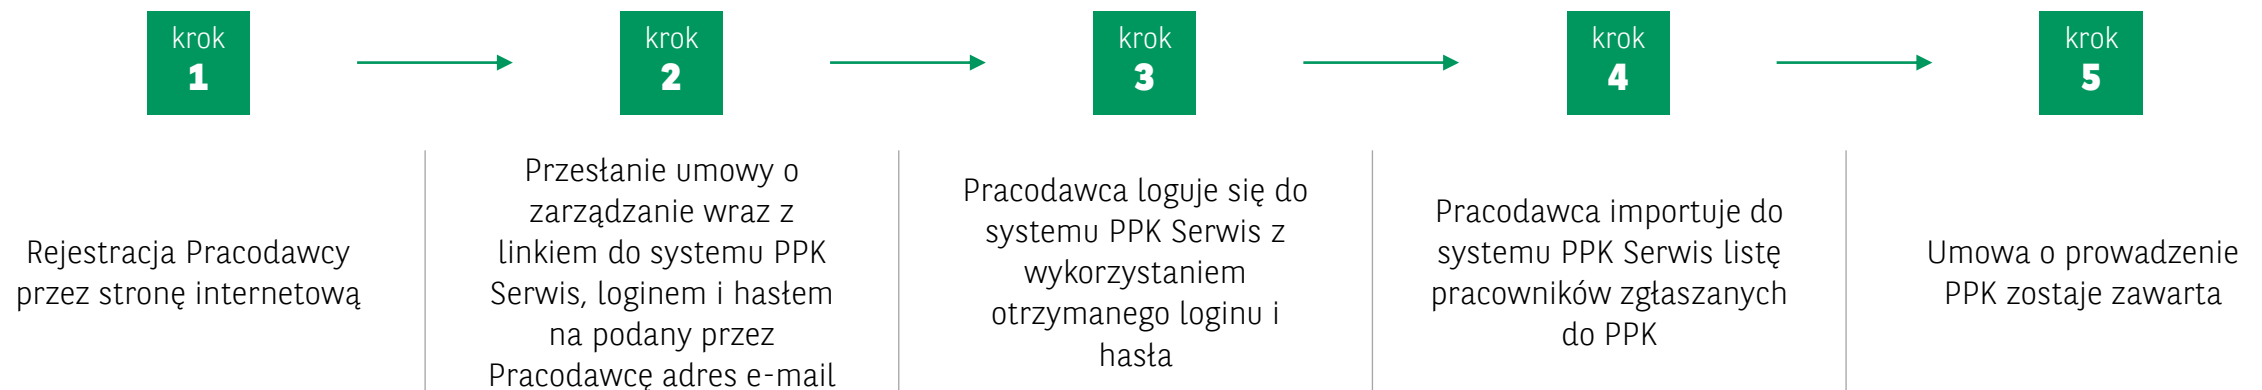 krok
1
krok
2
krok
3
krok
4
krok
5
Rejestracja Pracodawcy
przez stronę internetową
Przesłanie umowy o
zarządzanie wraz z
linkiem do systemu PPK
Serwis, loginem i hasłem
na podany przez
Pracodawcę adres e-mail
Pracodawca loguje się do
systemu PPK Serwis z
wykorzystaniem
otrzymanego loginu i
hasła
Pracodawca importuje do
systemu PPK Serwis listę
pracowników zgłaszanych
do PPK
Umowa o prowadzenie
PPK zostaje zawarta